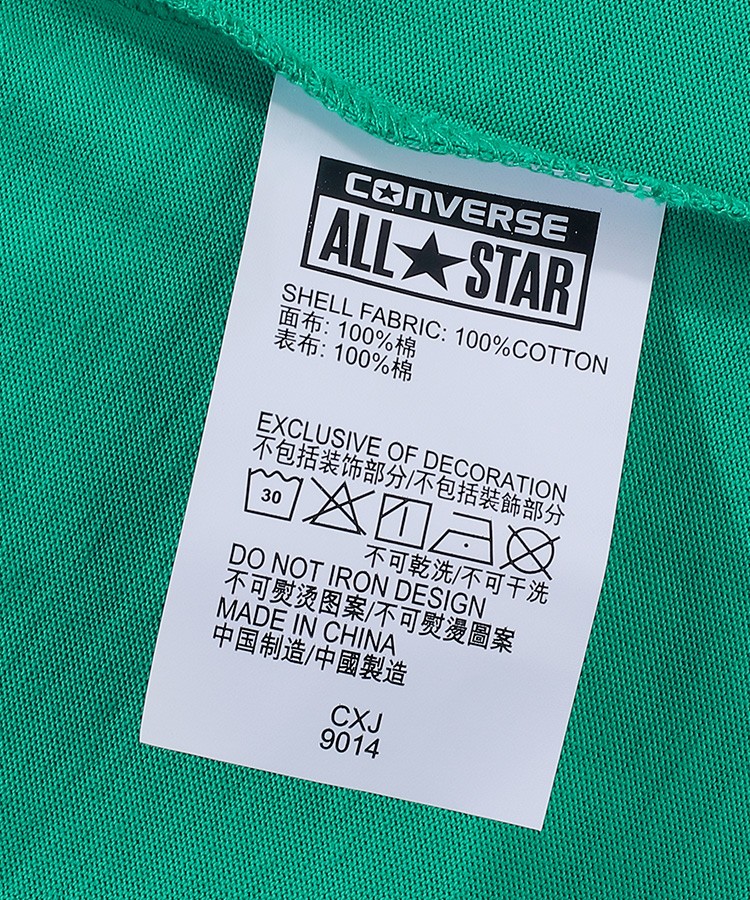 CONVERSE
ALL STAR
SHELL FABRIC: 100%COTTON
面布: 100%棉
表布: 100%棉
EXCLUSIVE OF DECORATION
不包括装饰部分/不包括裝飾部分
30
不可乾洗/不可干洗
DO NOT IRON DESIGN
不可熨烫图案/不可熨燙圖案
MADE IN CHINA
中国制造/中國製造
CXJ
9014